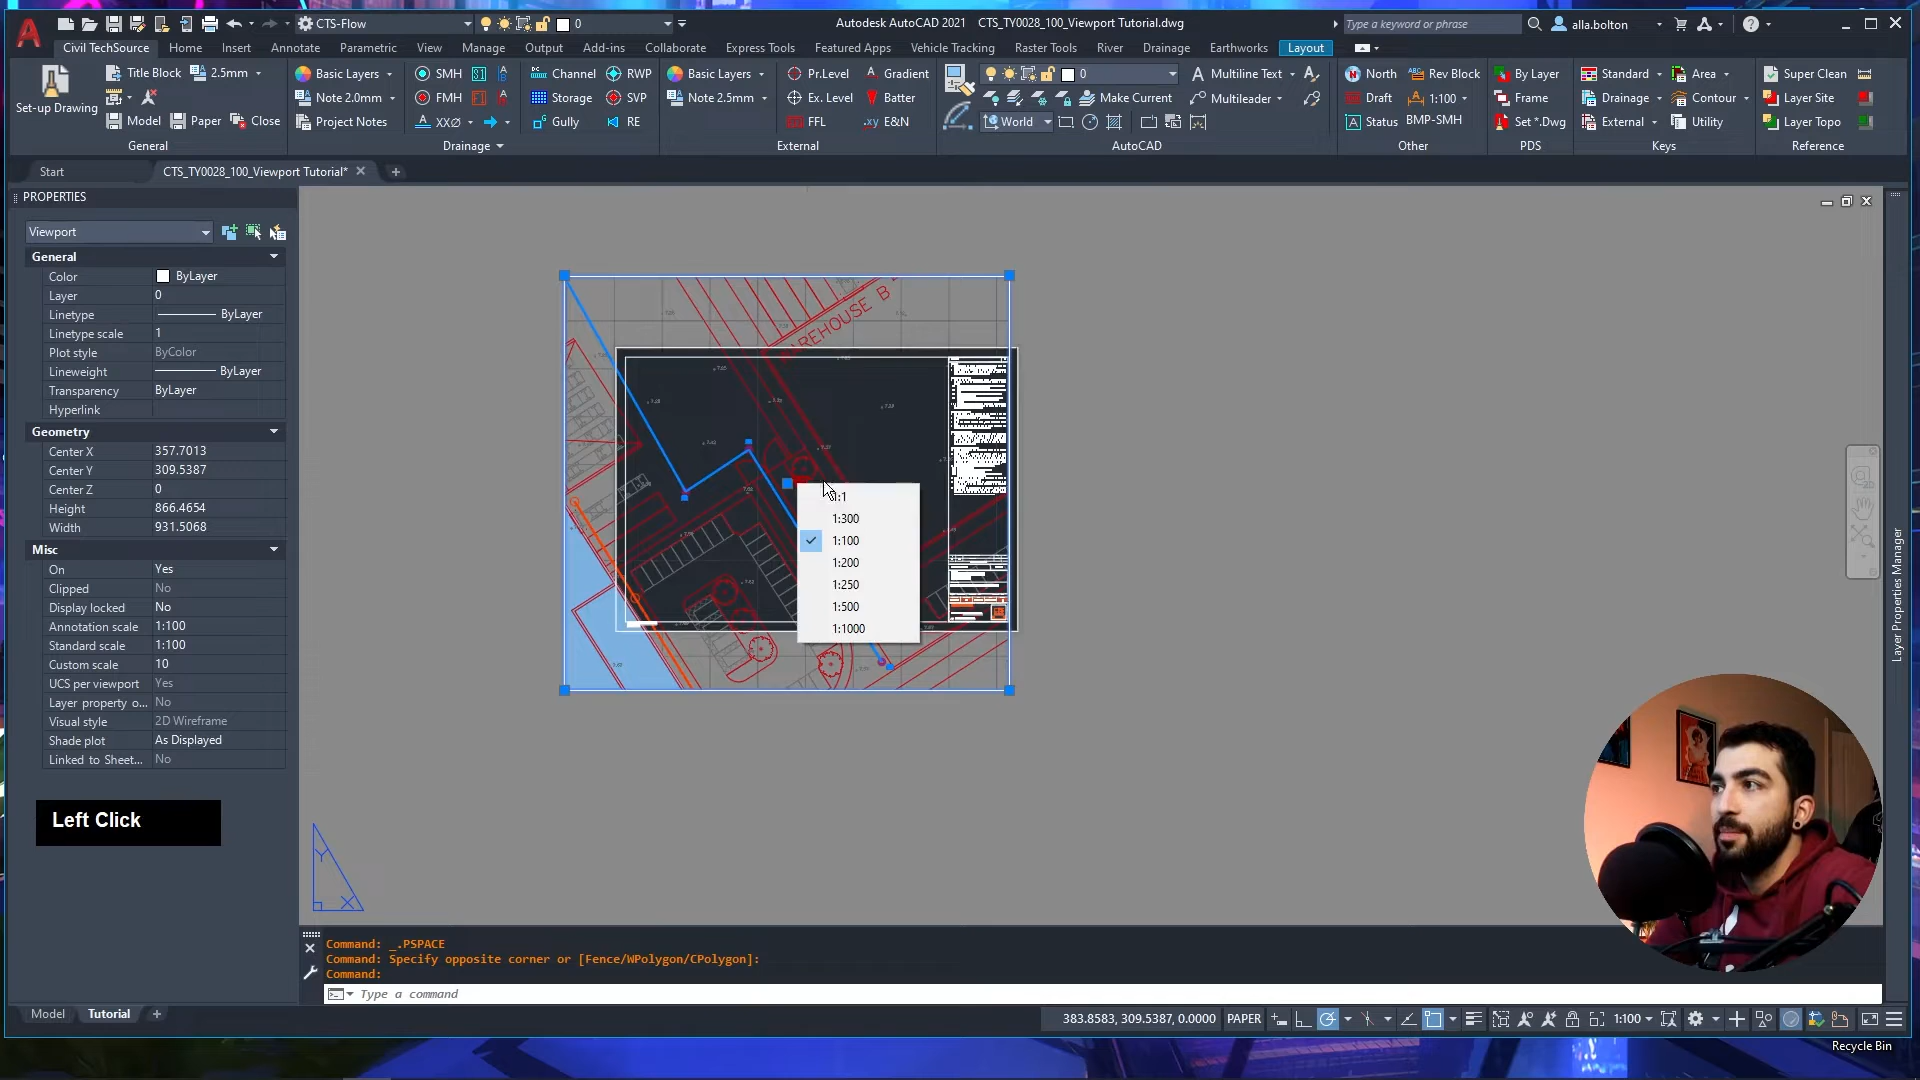 CTS-Flow
0
Autodesk AutoCAD 2021 CTS_TY0028_100_Viewport Tutorial.dwg
Type a keyword or phrase
alla.bolton
Civil TechSource Home Insert Annotate Parametric View Manage Output Add-ins Collaborate Express Tools Featured Apps Vehicle Tracking Raster Tools River Drainage Earthworks Layout
Set-up Drawing
Title Block 2.5mm
Model Paper Close
General
Basic Layers
Note 2.0mm
Project Notes
SMH
FMH
XX∅
Channel RWP
Storage SVP
Gully RE
Drainage
Basic Layers Pr.Level Gradient
Note 2.5mm Ex. Level Batter
FFL .xy E&N
External
0
Make Current
World
Multiline Text
Multileader
AutoCAD
North Rev Block
Draft 1:100
Status BMP-SMH
Other
By Layer
Frame
Set *.Dwg
PDS
Standard Area
Drainage Contour
External Utility
Keys
Super Clean
Layer Site
Layer Topo
Reference
Start CTS_TY0028_100_Viewport Tutorial*
PROPERTIES
Viewport
General
Color ByLayer
Layer 0
Linetype ByLayer
Linetype scale 1
Plot style ByColor
Lineweight ByLayer
Transparency ByLayer
Hyperlink
Geometry
Center X 357.7013
Center Y 309.5387
Center Z 0
Height 866.4654
Width 931.5068
Misc
On Yes
Clipped No
Display locked No
Annotation scale 1:100
Standard scale 1:100
Custom scale 10
UCS per viewport Yes
Layer property o... No
Visual style 2D Wireframe
Shade plot As Displayed
Linked to Sheet... No
Left Click
WAREHOUSE B
1:1
1:300
1:100
1:200
1:250
1:500
1:1000
Y
X
Layer Properties Manager
Command: _.PSPACE
Command: Specify opposite corner or [Fence/WPolygon/CPolygon]:
Command:
Type a command
Model Tutorial
383.8583, 309.5387, 0.0000 PAPER 1:100
Recycle Bin